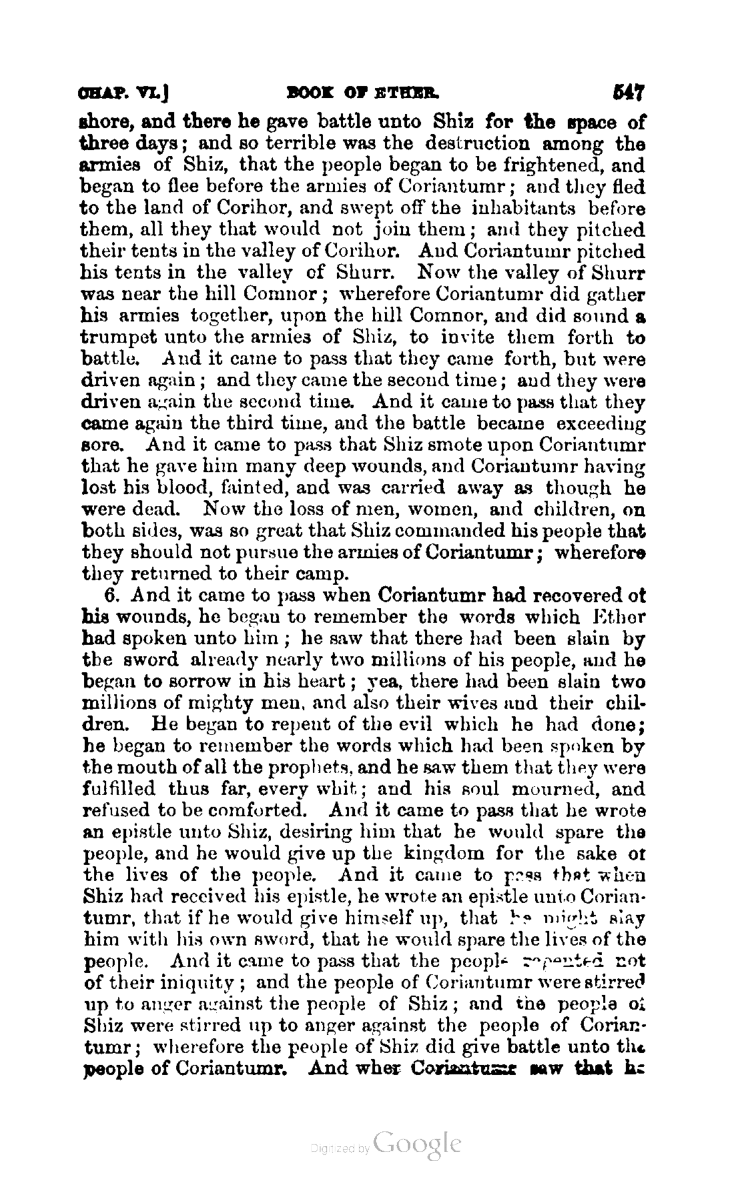 CHAP. VI.] BOOK OF ETHER. 547
shore, and there he gave battle unto Shiz for the space of
three days; and so terrible was the destruction among the
armies of Shiz, that the people began to be frightened, and
began to flee before the armies of Coriantumr; and they fled
to the land of Corihor, and swept off the inhabitants before
them, all they that would not join them; and they pitched
their tents in the valley of Corihor. And Coriantumr pitched
his tents in the valley of Shurr. Now the valley of Shurr
was near the hill Comnor; wherefore Coriantumr did gather
his armies together, upon the hill Comnor, and did sound a
trumpet unto the armies of Shiz, to invite them forth to
battle. And it came to pass that they came forth, but were
driven again; and they came the second time; and they were
driven again the second time. And it came to pass that they
came again the third time, and the battle became exceeding
sore. And it came to pass that Shiz smote upon Coriantumr
that he gave him many deep wounds, and Coriantumr having
lost his blood, fainted, and was carried away as though he
were dead. Now the loss of men, women, and children, on
both sides, was so great that Shiz commanded his people that
they should not pursue the armies of Coriantumr; wherefore
they returned to their camp.
6. And it came to pass when Coriantumr had recovered of
his wounds, he began to remember the words which Ether
had spoken unto him; he saw that there had been slain by
the sword already nearly two millions of his people, and he
began to sorrow in his heart; yea, there had been slain two
millions of mighty men, and also their wives and their chil-
dren. He began to repent of the evil which he had done;
he began to remember the words which had been spoken by
the mouth of all the prophets, and he saw them that they were
fulfilled thus far, every whit; and his soul mourned, and
refused to be comforted. And it came to pass that he wrote
an epistle unto Shiz, desiring him that he would spare the
people, and he would give up the kingdom for the sake of
the lives of the people. And it came to pass that when
Shiz had received his epistle, he wrote an epistle unto Corian-
tumr, that if he would give himself up, that he might slay
him with his own sword, that he would spare the lives of the
people. And it came to pass that the people repented not
of their iniquity; and the people of Coriantumr were stirred
up to anger against the people of Shiz; and the people of
Shiz were stirred up to anger against the people of Corian-
tumr; wherefore the people of Shiz did give battle unto the
people of Coriantumr. And when Coriantumr saw that he
Digitized by Google